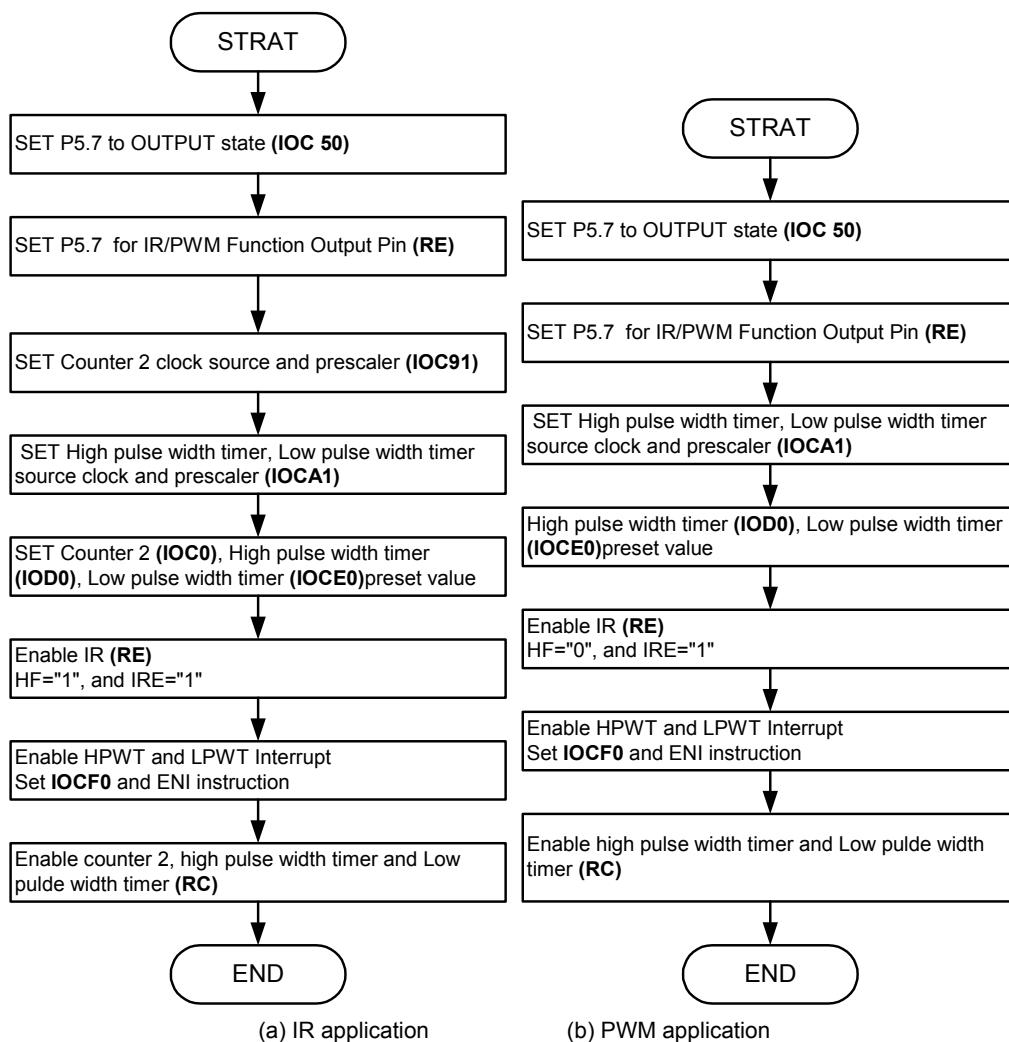 STRAT
SET P5.7 to OUTPUT state (IOC 50)
SET P5.7 for IR/PWM Function Output Pin (RE)
SET Counter 2 clock source and prescaler (IOC91)
SET High pulse width timer, Low pulse width timer
source clock and prescaler (IOCA1)
SET Counter 2 (IOC0), High pulse width timer
(IOD0), Low pulse width timer (IOCE0)preset value
Enable IR (RE)
HF="1", and IRE="1"
Enable HPWT and LPWT Interrupt
Set IOCF0 and ENI instruction
Enable counter 2, high pulse width timer and Low
pulde width timer (RC)
END
(a) IR application
STRAT
SET P5.7 to OUTPUT state (IOC 50)
SET P5.7 for IR/PWM Function Output Pin (RE)
SET High pulse width timer, Low pulse width timer
source clock and prescaler (IOCA1)
High pulse width timer (IOD0), Low pulse width timer
(IOCE0)preset value
Enable IR (RE)
HF="0", and IRE="1"
Enable HPWT and LPWT Interrupt
Set IOCF0 and ENI instruction
Enable high pulse width timer and Low pulde width
timer (RC)
END
(b) PWM application